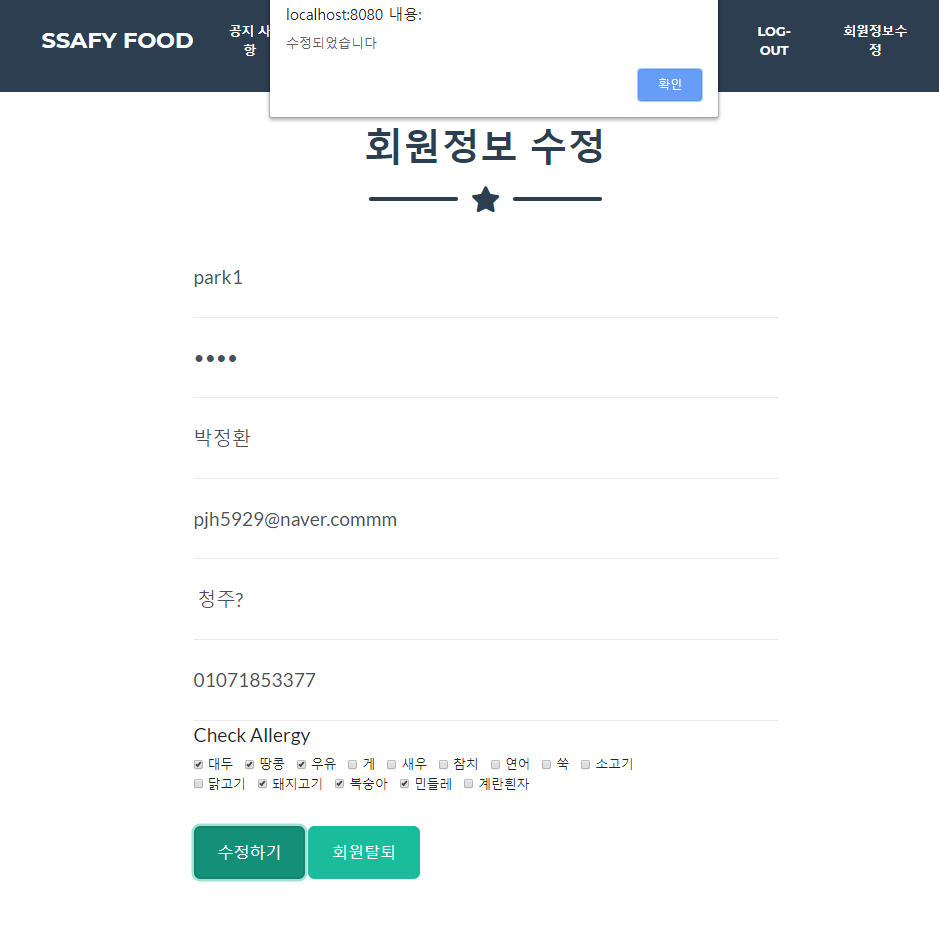 localhost:8080 내용:
수정되었습니다
확인
SSAFY FOOD
공지 사
항
LOG-
OUT
회원정보수
정
회원정보 수정
park1
••••
박정환
pjh5929@naver.commm
청주?
01071853377
Check Allergy
대두 땅콩 우유 게 새우 참치 연어 쑥 소고기
닭고기 돼지고기 복숭아 민들레 계란흰자
수정하기 회원탈퇴